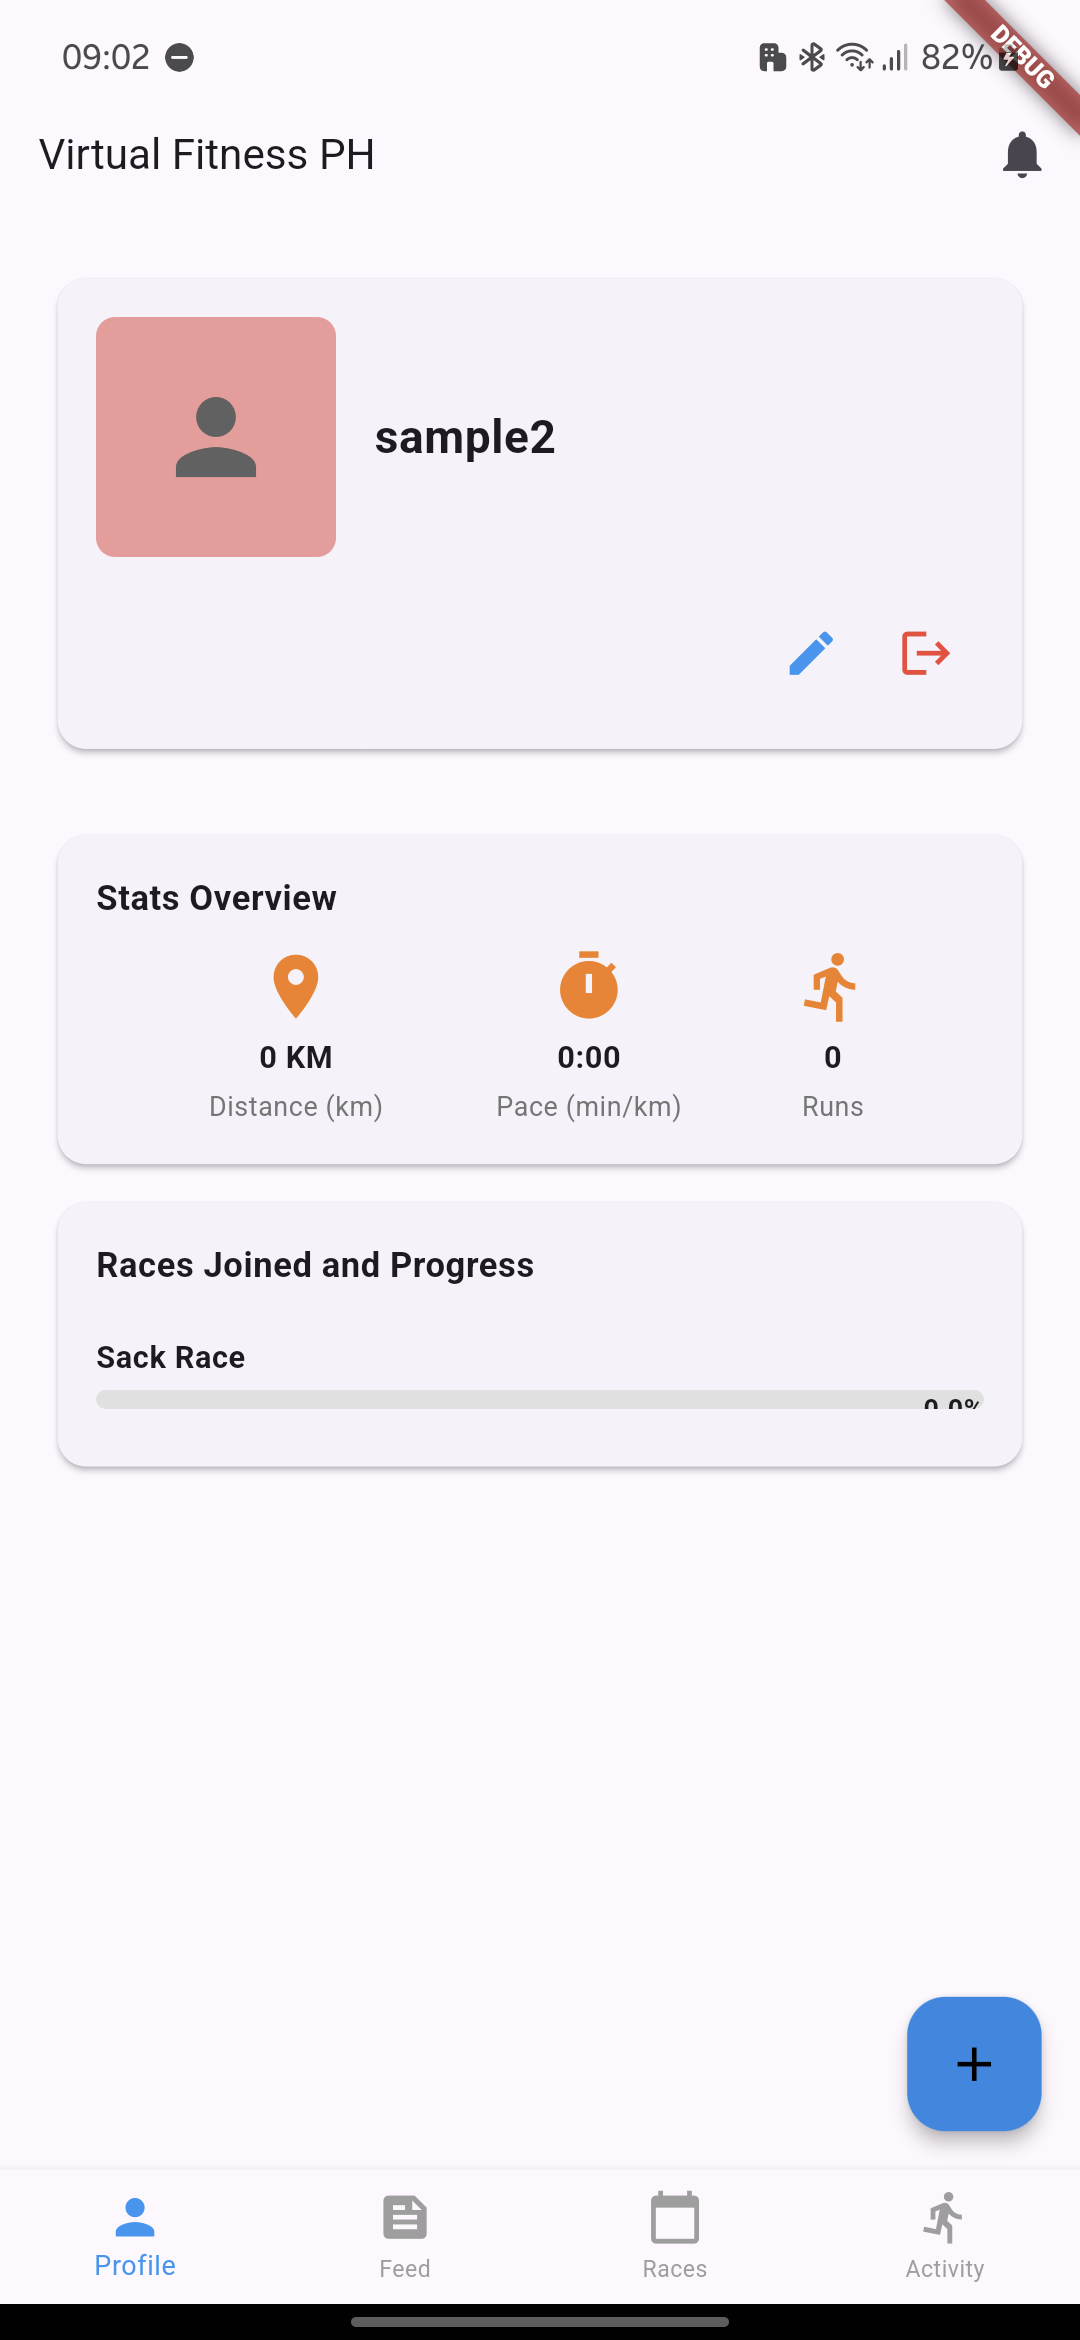 09:02
82%
DEBUG
Virtual Fitness PH
sample2
Stats Overview
0 KM
0:00
0
Distance (km)
Pace (min/km)
Runs
Races Joined and Progress
Sack Race
0.0%
Profile
Feed
Races
Activity